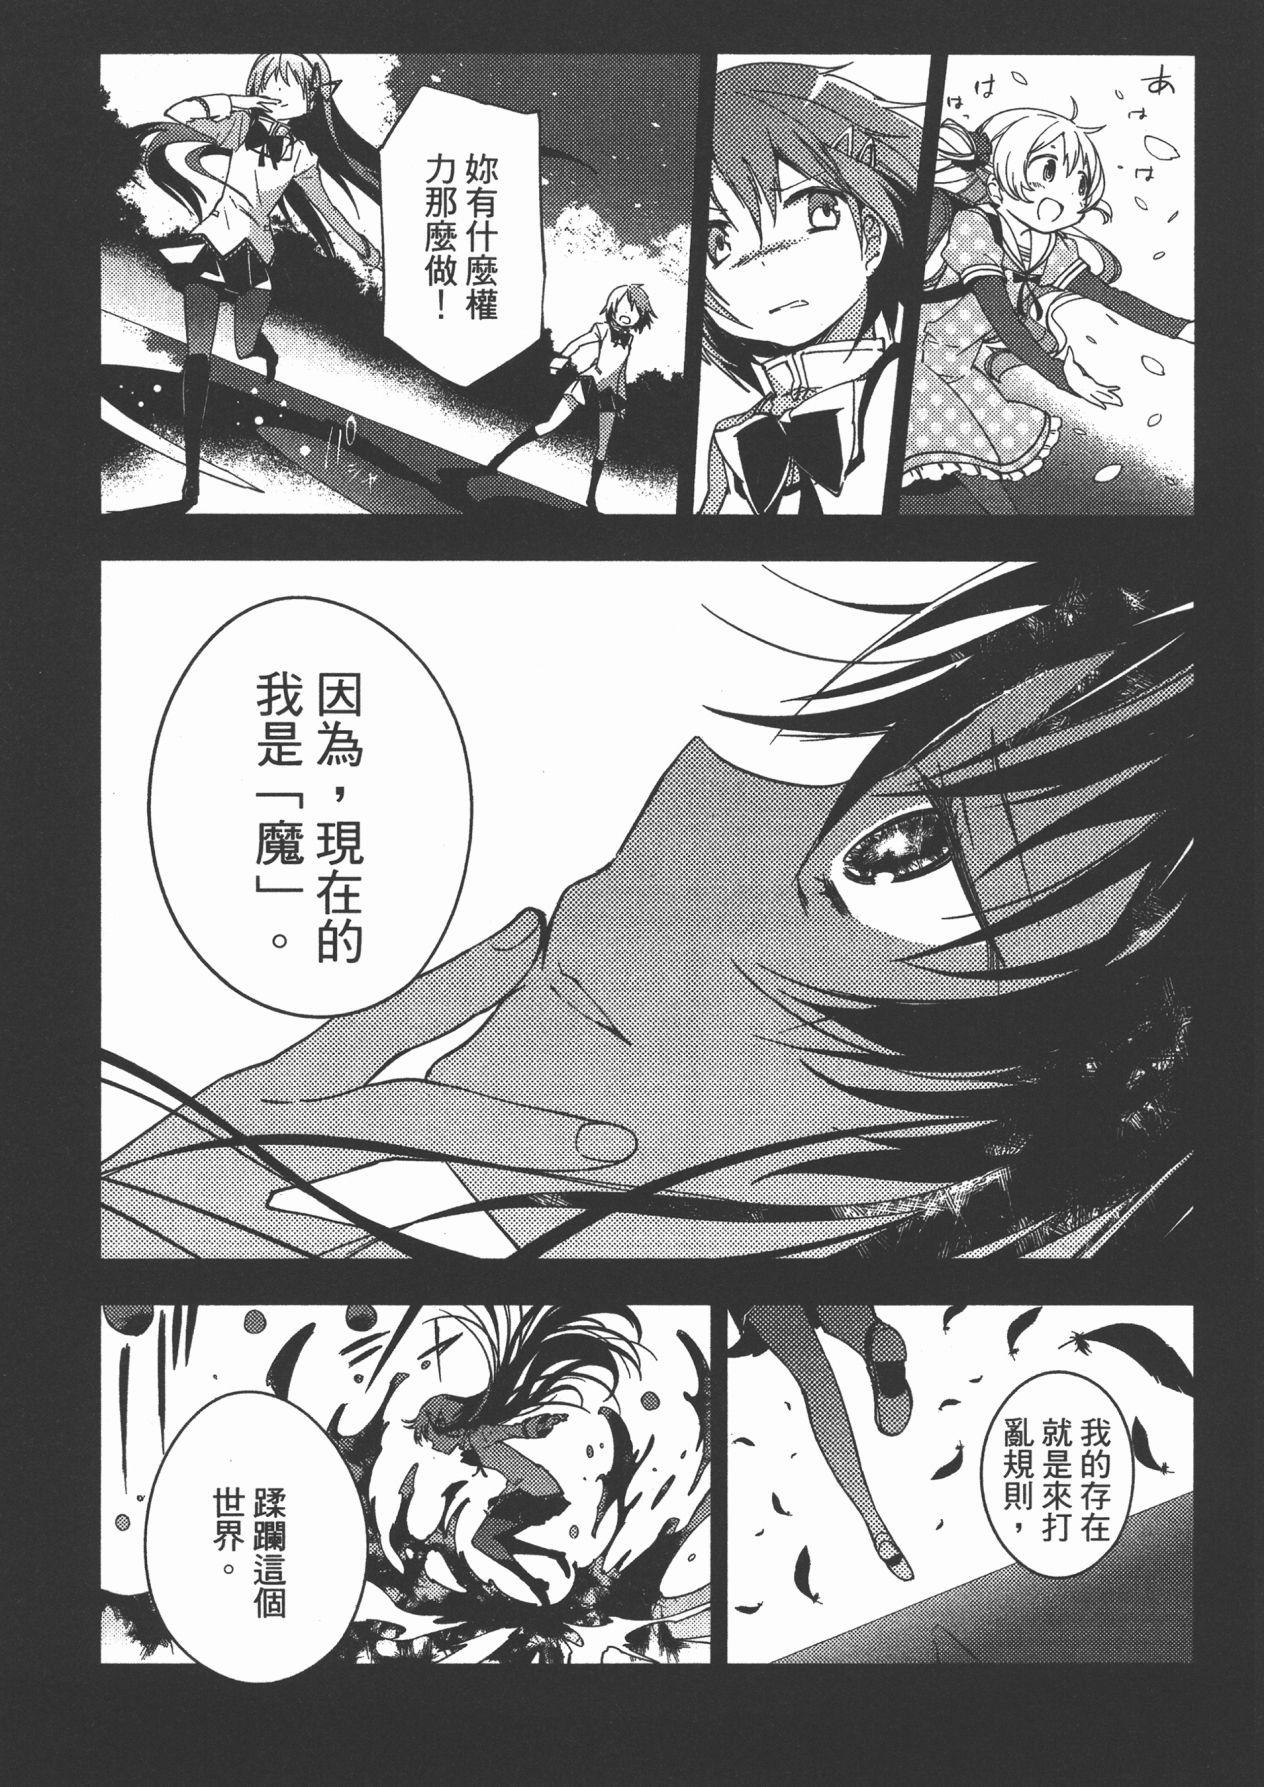 あ
はは
はは
妳有什麼權
力那麼做！
因為，現在的
我是「魔」。
我的存在
就是來打
亂規則，
蹂躪這個
世界。